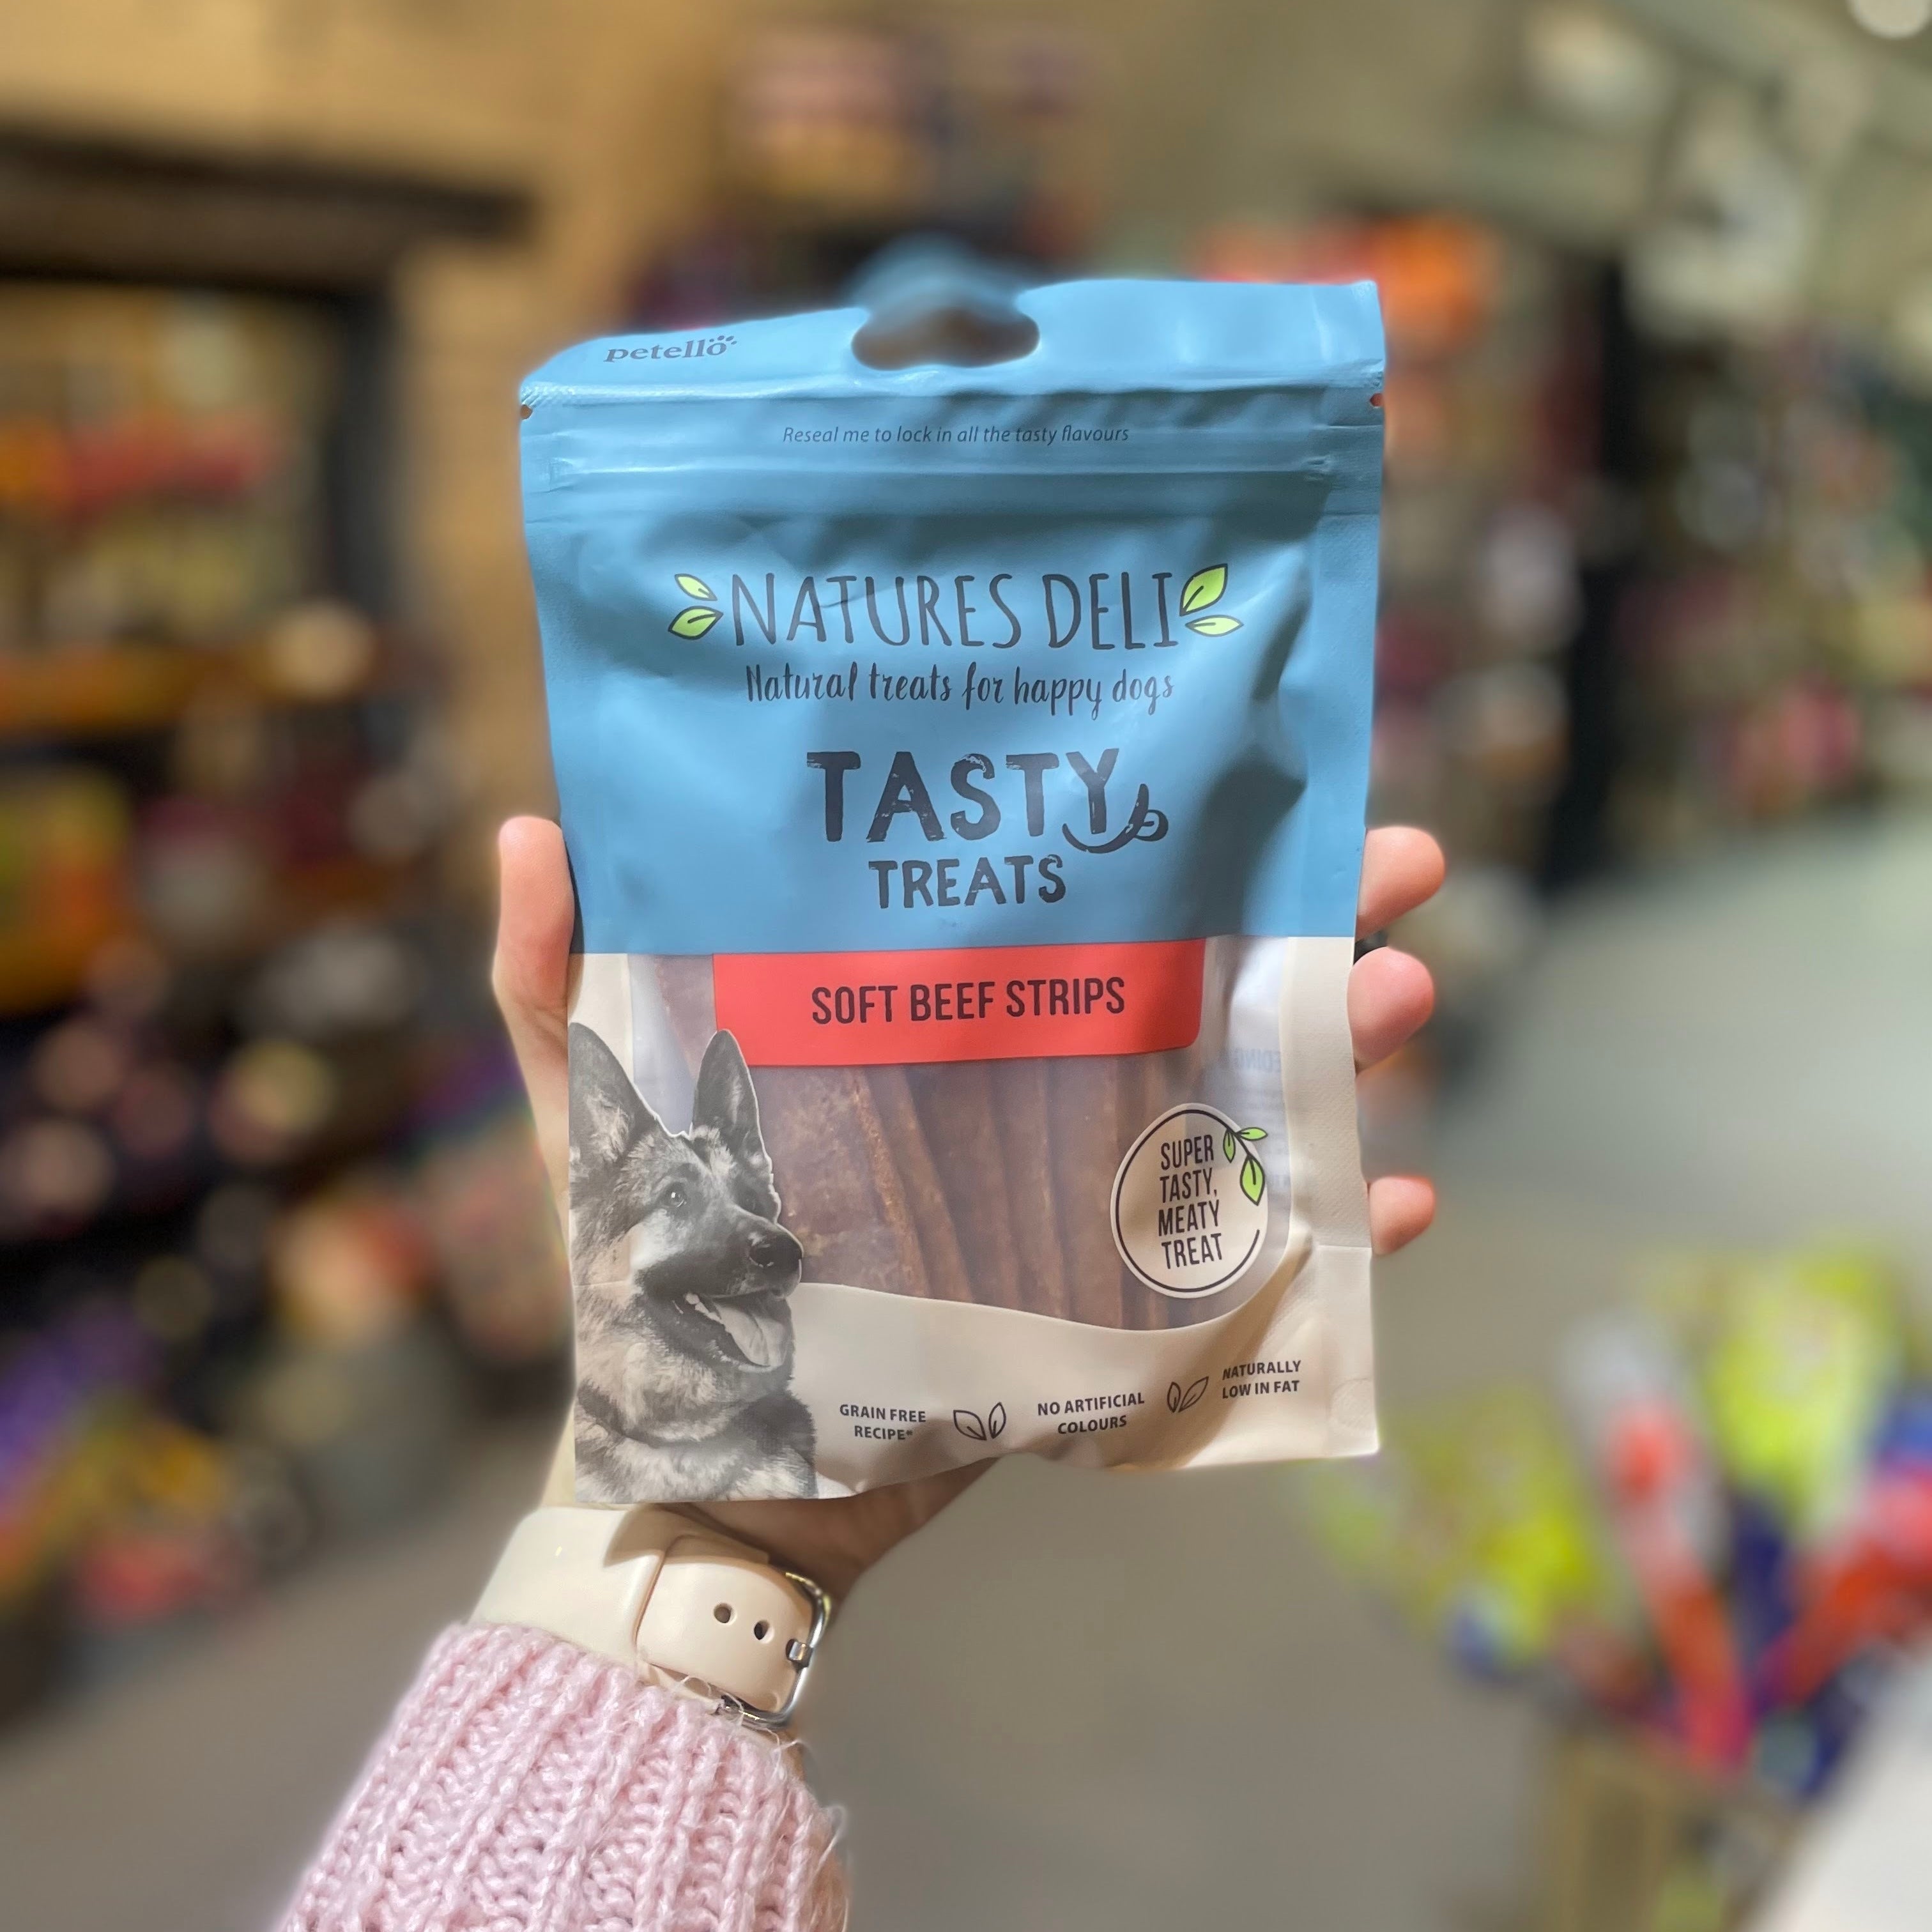 petello
Reseal me to lock in all the tasty flavours
NATURES DELI
Natural treats for happy dogs
TASTY
TREATS
SOFT BEEF STRIPS
SUPER
TASTY,
MEATY
TREAT
GRAIN FREE
RECIPE*
NO ARTIFICIAL
COLOURS
NATURALLY
LOW IN FAT